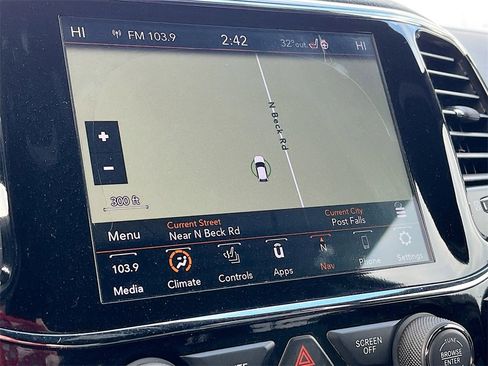 HI FM 103.9 2:42 32°out HI
N Beck Rd
+
-
300 ft
Menu Current Street Current City
Near N Beck Rd Post Falls
103.9 N
Media Climate Controls Apps Nav Phone Settings
SCREEN OFF
TUNE
BROWSE
ENTER